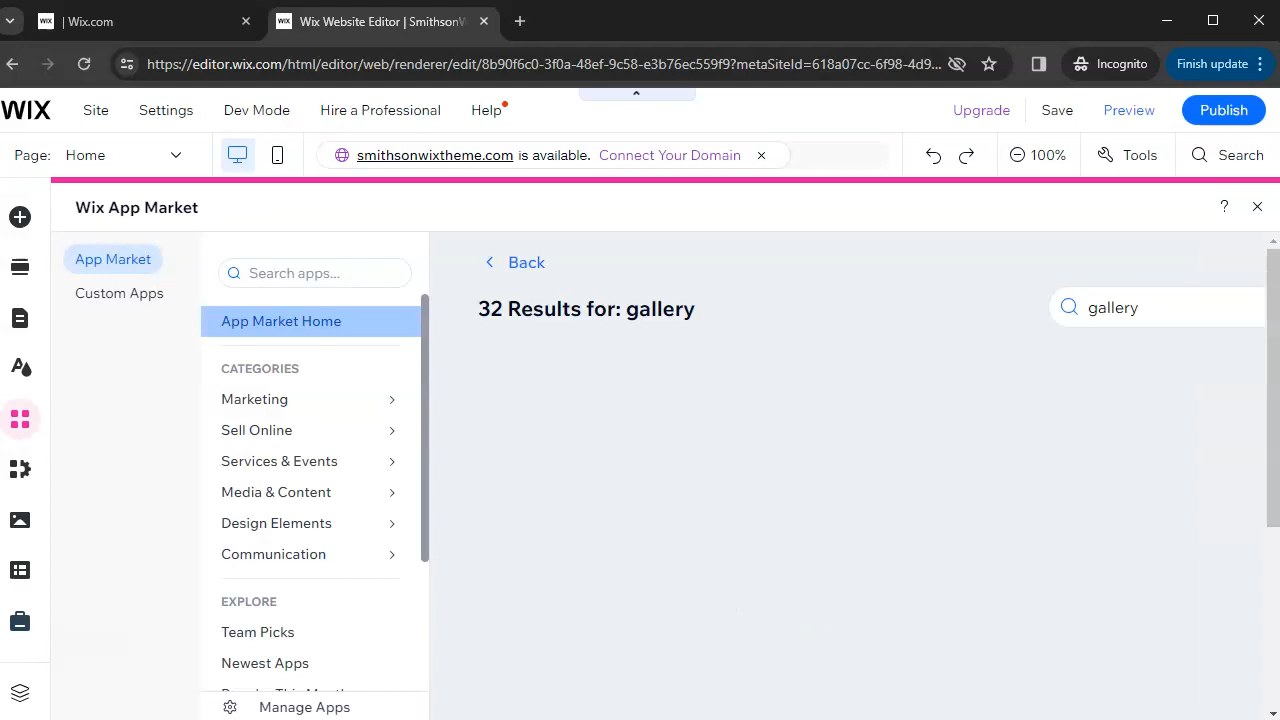 WIX | Wix.com
WIX Wix Website Editor | Smithson
https://editor.wix.com/html/editor/web/renderer/edit/8b90f6c0-3f0a-48ef-9c58-e3b76ec559f9?metaSiteId=618a07cc-6f98-4d9...
Incognito
Finish update
WIX
Site
Settings
Dev Mode
Hire a Professional
Help
Upgrade
Save
Preview
Publish
Page: Home
smithsonwixtheme.com is available. Connect Your Domain
100%
Tools
Search
Wix App Market
?
App Market
Custom Apps
Search apps...
App Market Home
CATEGORIES
Marketing
Sell Online
Services & Events
Media & Content
Design Elements
Communication
EXPLORE
Team Picks
Newest Apps
Manage Apps
Back
32 Results for: gallery
gallery